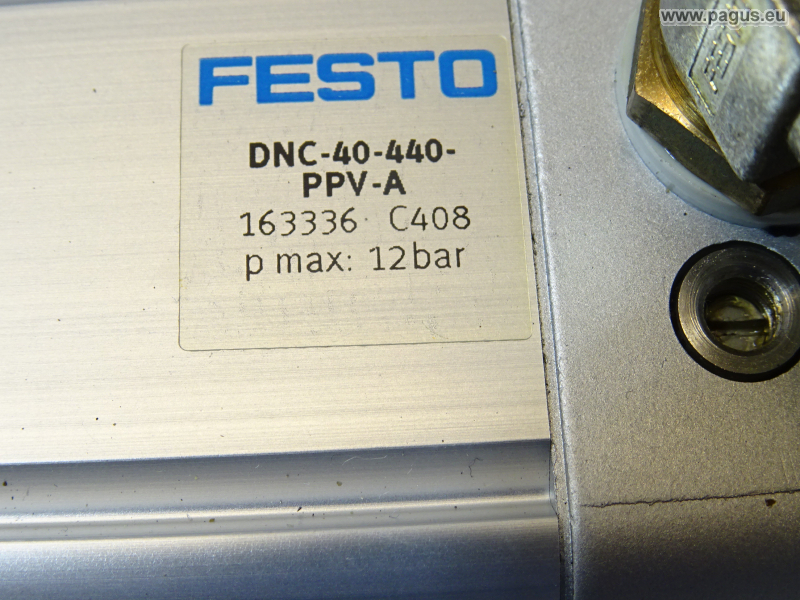 www.pagus.eu
FESTO
DNC-40-440-
PPV-A
163336 C408
p max: 12bar